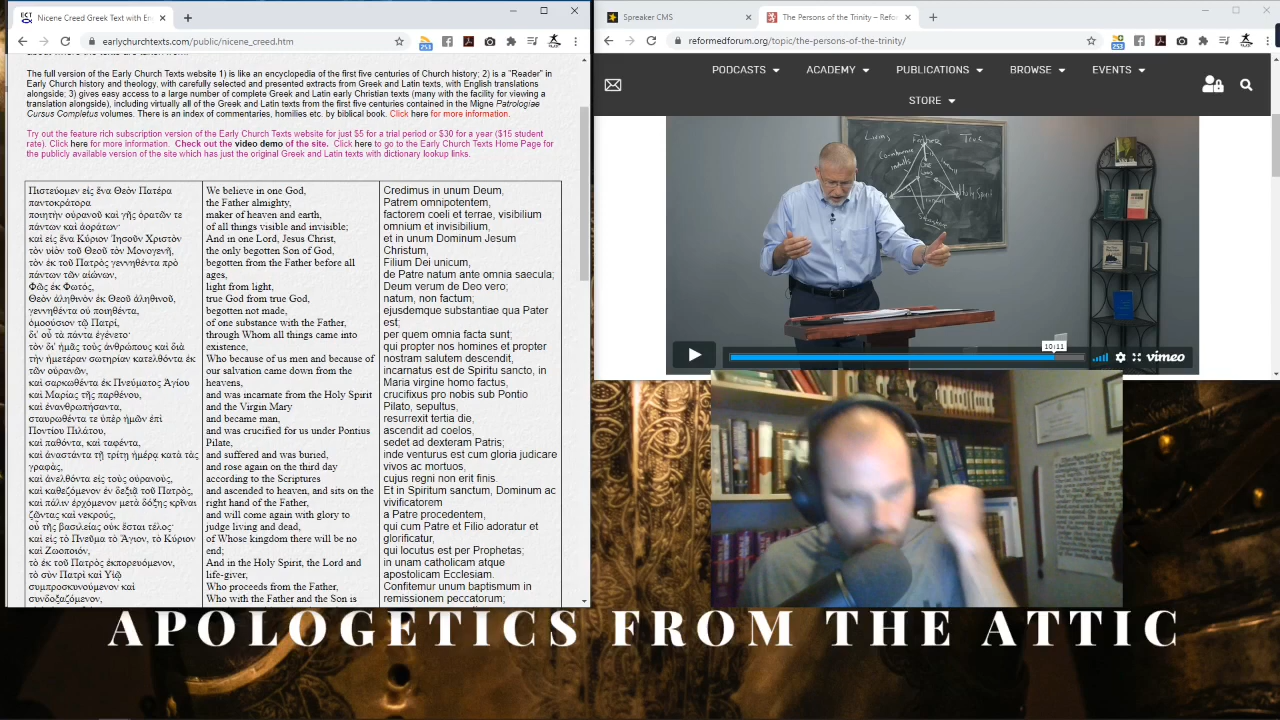 Nicene Creed Greek Text with En
earlychurchtexts.com/public/nicene_creed.htm
The full version of the Early Church Texts website 1) is like an encyclopedia of the first five centuries of Church history; 2) is a "Reader" in
Early Church history and theology, with carefully selected and presented extracts from Greek and Latin texts, with English translations
alongside; 3) gives easy access to a large number of complete Greek and Latin early Christian texts (many with the facility for viewing a
translation alongside), including virtually all of the Greek and Latin texts from the first five centuries contained in the Migne Patrologiae
Cursus Completus volumes. There is an index of commentaries, homilies etc. by biblical book. Click here for more information.
Try out the feature rich subscription version of the Early Church Texts website for just $5 for a trial period or $30 for a year ($15 student
rate). Click here for more information. Check out the video demo of the site. Click here to go to the Early Church Texts Home Page for
the publicly available version of the site which has just the original Greek and Latin texts with dictionary lookup links.
Πιστεύομεν εἰς ἕνα Θεὸν Πατέρα
παντοκράτορα
ποιητὴν οὐρανοῦ καὶ γῆς ὁρατῶν τε
πάντων καὶ ἀοράτων·
καὶ εἰς ἕνα Κύριον Ἰησοῦν Χριστὸν
τὸν υἱὸν τοῦ Θεοῦ τὸν Μονογενῆ,
τὸν ἐκ τοῦ Πατρὸς γεννηθέντα πρὸ
πάντων τῶν αἰώνων,
Φῶς ἐκ Φωτός,
Θεὸν ἀληθινὸν ἐκ Θεοῦ ἀληθινοῦ,
γεννηθέντα οὐ ποιηθέντα,
ὁμοούσιον τῷ Πατρί,
δι' οὗ τὰ πάντα ἐγένετο·
τὸν δι' ἡμᾶς τοὺς ἀνθρώπους καὶ διὰ
τὴν ἡμετέραν σωτηρίαν κατελθόντα ἐκ
τῶν οὐρανῶν,
καὶ σαρκωθέντα ἐκ Πνεύματος Ἁγίου
καὶ Μαρίας τῆς παρθένου,
καὶ ἐνανθρωπήσαντα,
σταυρωθέντα τε ὑπὲρ ἡμῶν ἐπὶ
Ποντίου Πιλάτου,
καὶ παθόντα, καὶ ταφέντα,
καὶ ἀναστάντα τῇ τρίτῃ ἡμέρᾳ κατὰ τὰς
γραφάς,
καὶ ἀνελθόντα εἰς τοὺς οὐρανούς,
καὶ καθεζόμενον ἐν δεξιᾷ τοῦ Πατρός,
καὶ πάλιν ἐρχόμενον μετὰ δόξης κρῖναι
ζῶντας καὶ νεκρούς,
οὗ τῆς βασιλείας οὐκ ἔσται τέλος·
καὶ εἰς τὸ Πνεῦμα τὸ Ἅγιον, τὸ Κύριον
καὶ Ζωοποιόν,
τὸ ἐκ τοῦ Πατρὸς ἐκπορευόμενον,
τὸ σὺν Πατρὶ καὶ Υἱῷ
συμπροσκυνούμενον καὶ
συνδοξαζόμενον,
We believe in one God,
the Father almighty,
maker of heaven and earth,
of all things visible and invisible;
And in one Lord, Jesus Christ,
the only begotten Son of God,
begotten from the Father before all
ages,
light from light,
true God from true God,
begotten not made,
of one substance with the Father,
through Whom all things came into
existence,
Who because of us men and because of
our salvation came down from the
heavens,
and was incarnate from the Holy Spirit
and the Virgin Mary
and became man,
and was crucified for us under Pontius
Pilate,
and suffered and was buried,
and rose again on the third day
according to the Scriptures
and ascended to heaven, and sits on the
right hand of the Father,
and will come again with glory to
judge living and dead,
of Whose kingdom there will be no
end;
And in the Holy Spirit, the Lord and
life-giver,
Who proceeds from the Father,
Who with the Father and the Son is
Credimus in unum Deum,
Patrem omnipotentem,
factorem coeli et terrae, visibilium
omnium et invisibilium,
et in unum Dominum Jesum
Christum,
Filium Dei unicum,
de Patre natum ante omnia saecula;
Deum verum de Deo vero;
natum, non factum;
ejusdemque substantiae qua Pater
est;
per quem omnia facta sunt;
qui propter nos homines et propter
nostram salutem descendit,
incarnatus est de Spiritu sancto, in
Maria virgine homo factus,
crucifixus pro nobis sub Pontio
Pilato, sepultus,
resurroxit tertia die,
ascendit ad coelos,
sedet ad dexteram Patris;
inde venturus est cum gloria judicare
vivos ac mortuos,
cujus regni non erit finis.
Et in Spiritum sanctum, Dominum ac
vivificatorem
a Patre procedentem,
qui cum Patre et Filio adoratur et
glorificatur,
qui locutus est per Prophetas;
in unam catholicam atque
apostolicam Ecclesiam.
Confitemur unum baptismum in
remissionem peccatorum;
Spreaker CMS
The Persons of the Trinity – Refo
reformedforum.org/topic/the-persons-of-the-trinity/
PODCASTS
ACADEMY
PUBLICATIONS
BROWSE
EVENTS
STORE
Father
True
Holy Spirit
10:11
vimeo
APOLOGETICS FROM THE ATTIC